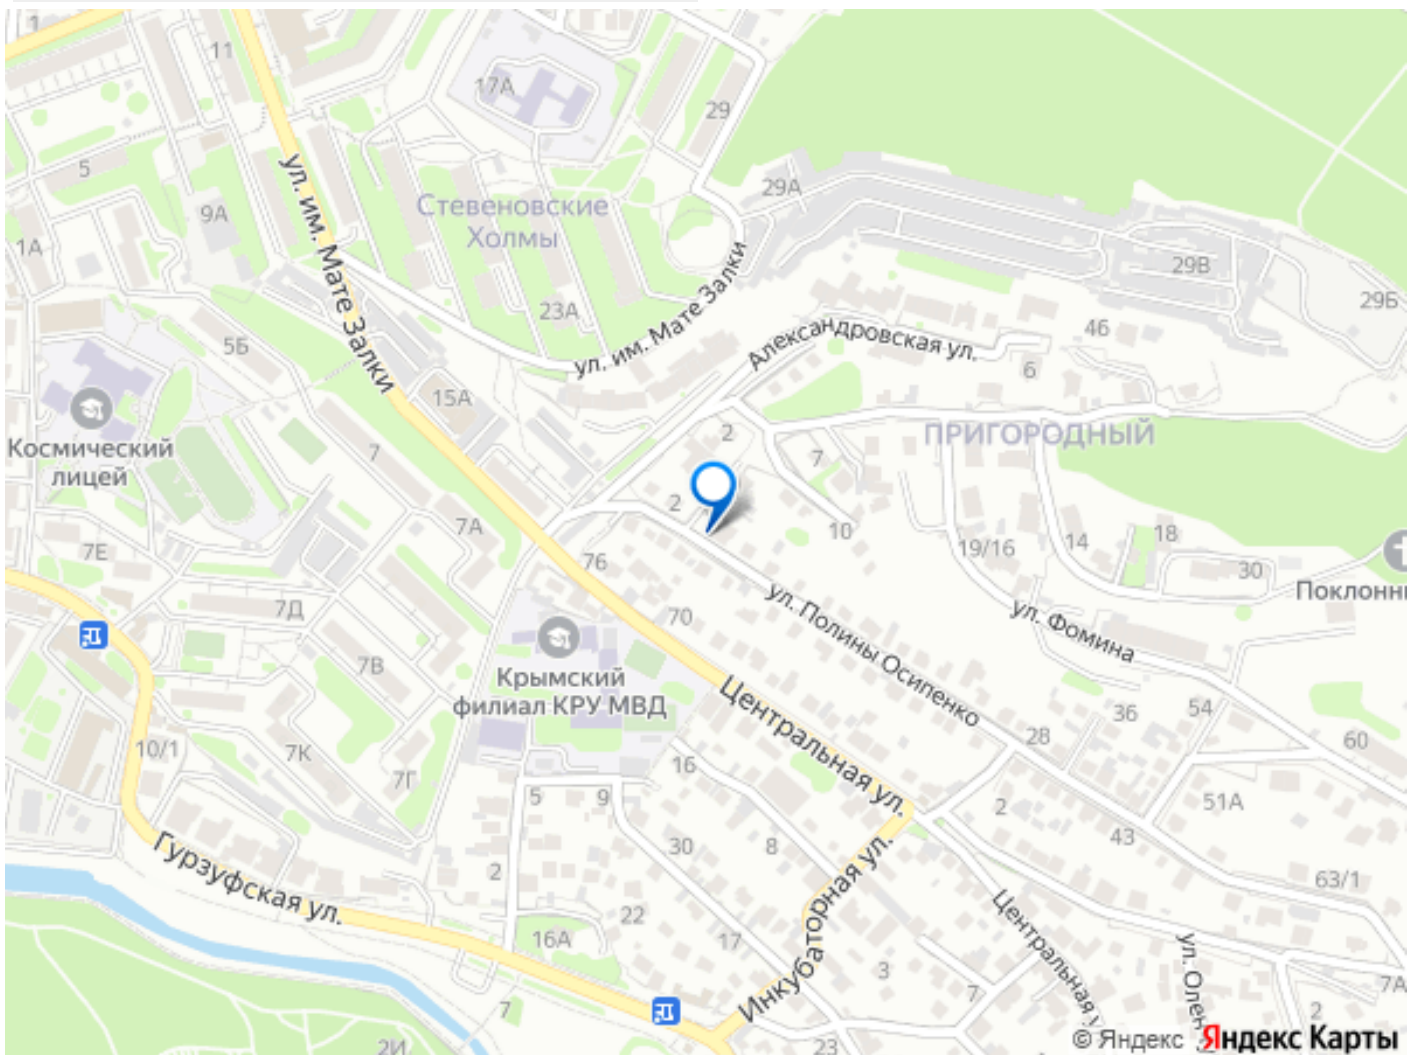 1
11
17А
29
ул. им. Мате Залки
5
29А
9А
Стевеновские
Холмы
1А
29В
29Б
23А
ул. им. Мате Залки
Александровская ул.
46
5Б
6
15А
2
ПРИГОРОДНЫЙ
Космический
лицей
7
7
2
10
7А
18
19/16
14
7Е
76
30
Поклонн
7Д
70
ул. Полины Осипенко
ул. Фомина
7В
Крымский
филиал КРУ МВД
Центральная ул.
36
54
28
60
10/1
7К
7Г
16
5
9
2
51А
43
Гурзуфская ул.
30
8
63/1
2
Инкубаторная ул.
22
16А
17
Центральная у
ул. Олен
3
7
7А
7
2
2И
23
© Яндекс Яндекс Карты